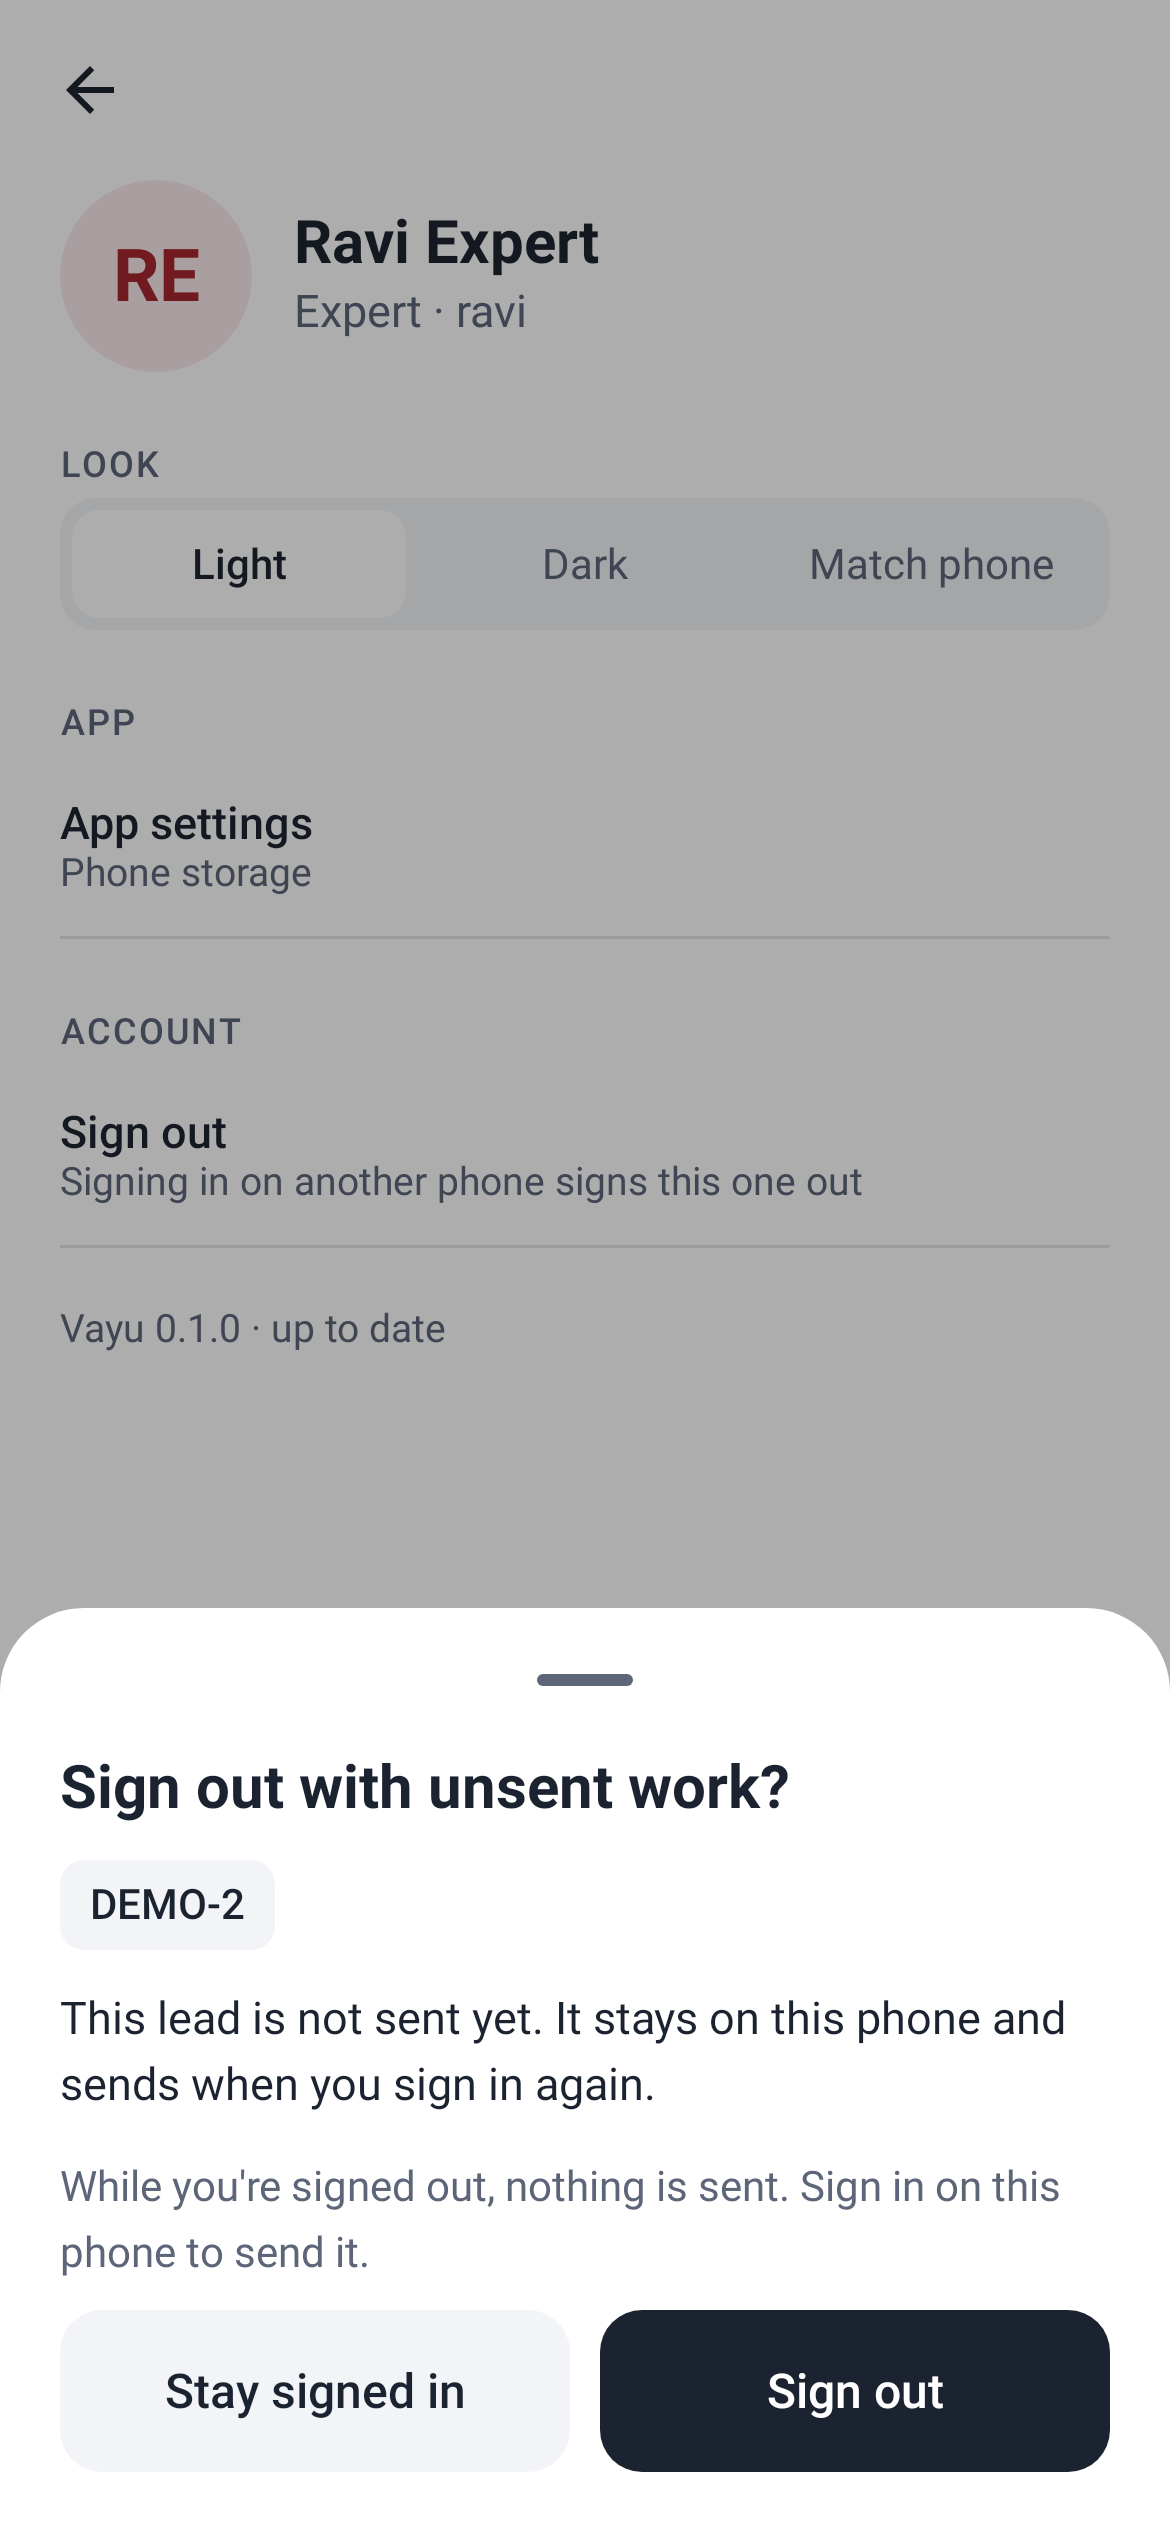 RE
Ravi Expert
Expert · ravi
LOOK
Light
Dark
Match phone
APP
App settings
Phone storage
ACCOUNT
Sign out
Signing in on another phone signs this one out
Vayu 0.1.0 · up to date
Sign out with unsent work?
DEMO-2
This lead is not sent yet. It stays on this phone and
sends when you sign in again.
While you're signed out, nothing is sent. Sign in on this
phone to send it.
Stay signed in
Sign out